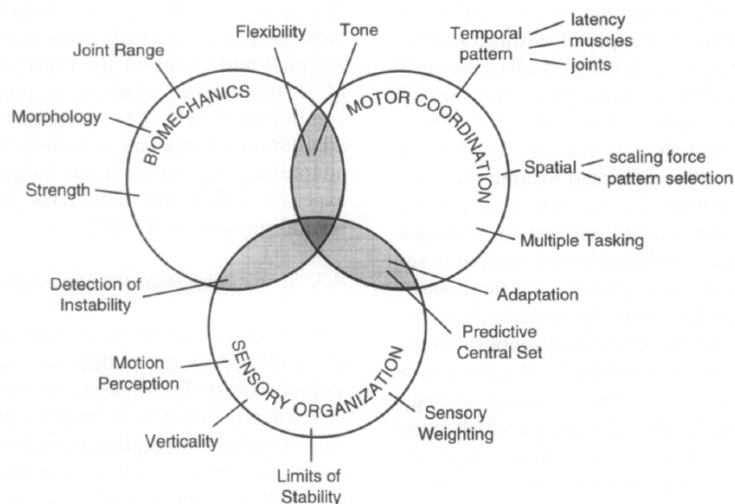 Flexibility
Tone
Temporal
pattern
latency
muscles
joints
Joint Range
Morphology
Strength
BIOMECHANICS
MOTOR COORDINATION
Spatial
scaling force
pattern selection
Multiple Tasking
Detection of
Instability
Adaptation
Predictive
Central Set
Motion
Perception
SENSORY ORGANIZATION
Verticality
Sensory
Weighting
Limits of
Stability